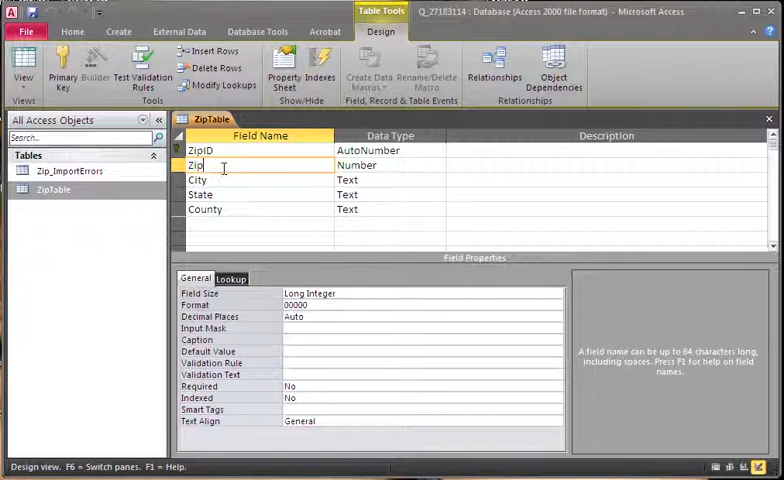 Table Tools
Q_27183114 : Database (Access 2000 file format) - Microsoft Access
File
Home
Create
External Data
Database Tools
Acrobat
Design
View
Views
Primary Key
Builder
Test Validation Rules
Insert Rows
Delete Rows
Modify Lookups
Tools
Property Sheet
Indexes
Show/Hide
Create Data Macros
Rename/Delete Macro
Field, Record & Table Events
Relationships
Object Dependencies
Relationships
All Access Objects
Search...
Tables
Zip_ImportErrors
ZipTable
ZipTable
Field Name Data Type Description
ZipID AutoNumber
Zip Number
City Text
State Text
County Text
Field Properties
General Lookup
Field Size Long Integer
Format 00000
Decimal Places Auto
Input Mask
Caption
Default Value
Validation Rule
Validation Text
Required No
Indexed No
Smart Tags
Text Align General
A field name can be up to 64 characters long,
including spaces. Press F1 for help on field
names.
Design view. F6 = Switch panes. F1 = Help.